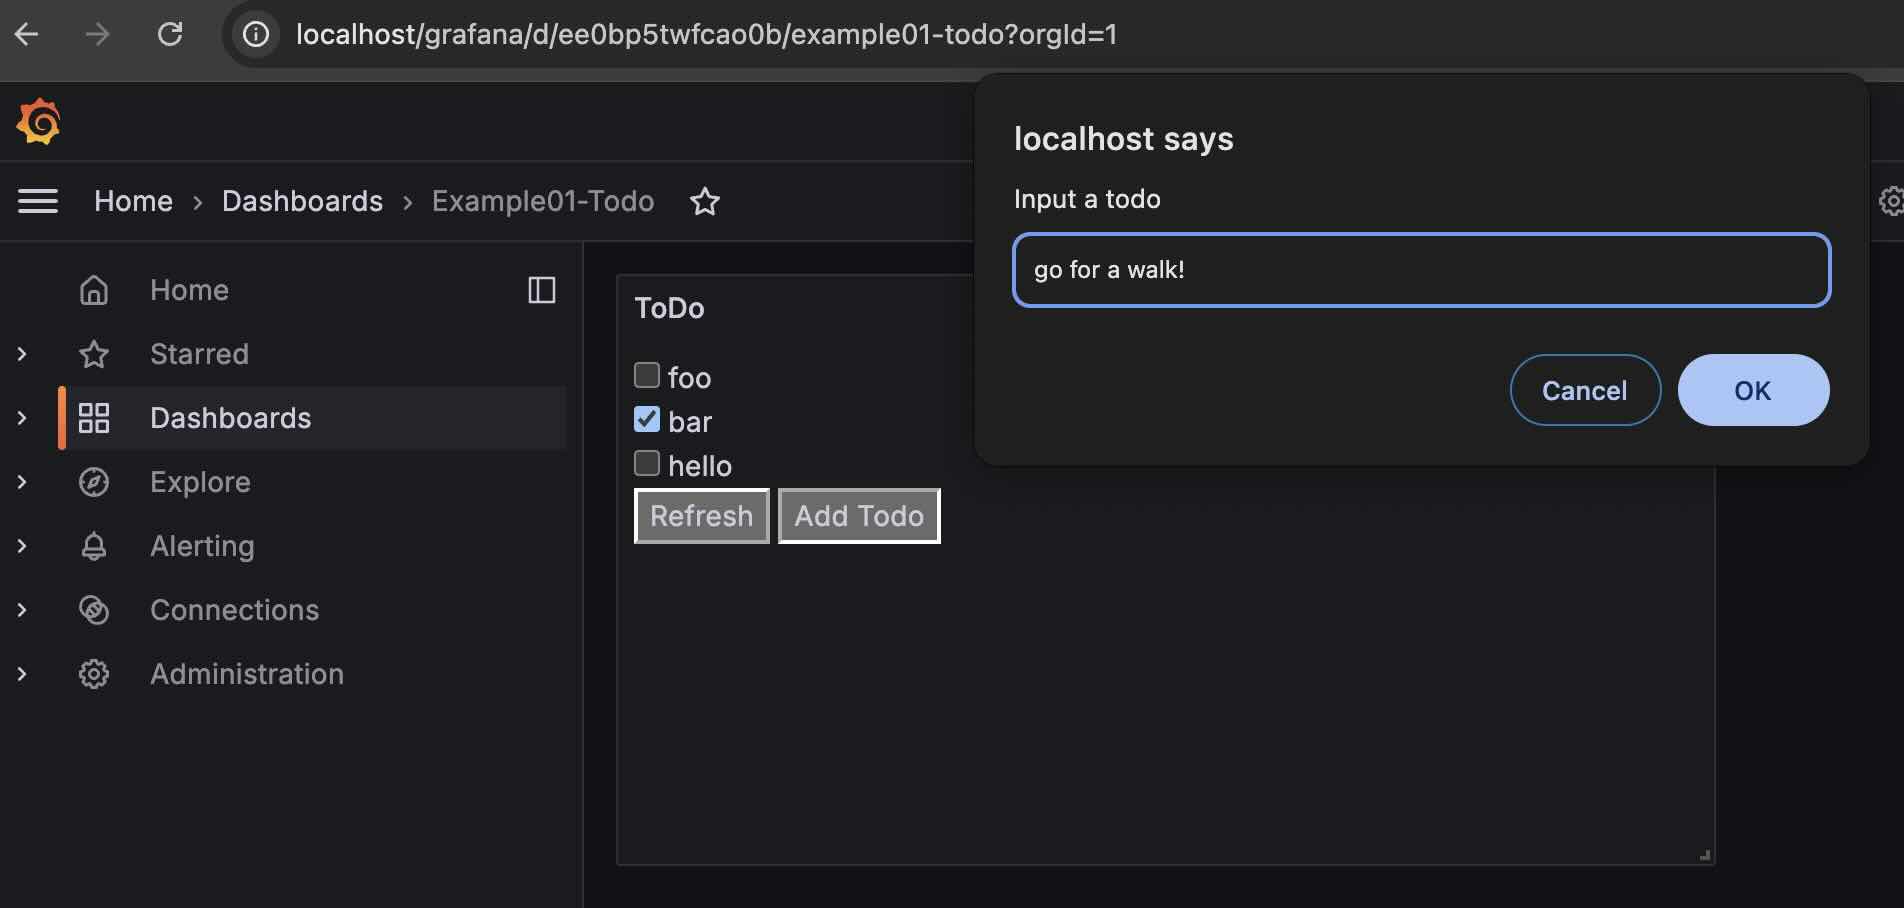 localhost/grafana/d/ee0bp5twfcao0b/example01-todo?orgId=1
localhost says
Input a todo
go for a walk!
Cancel OK
Home › Dashboards › Example01-Todo
Home
Starred
Dashboards
Explore
Alerting
Connections
Administration
ToDo
foo
bar
hello
Refresh Add Todo